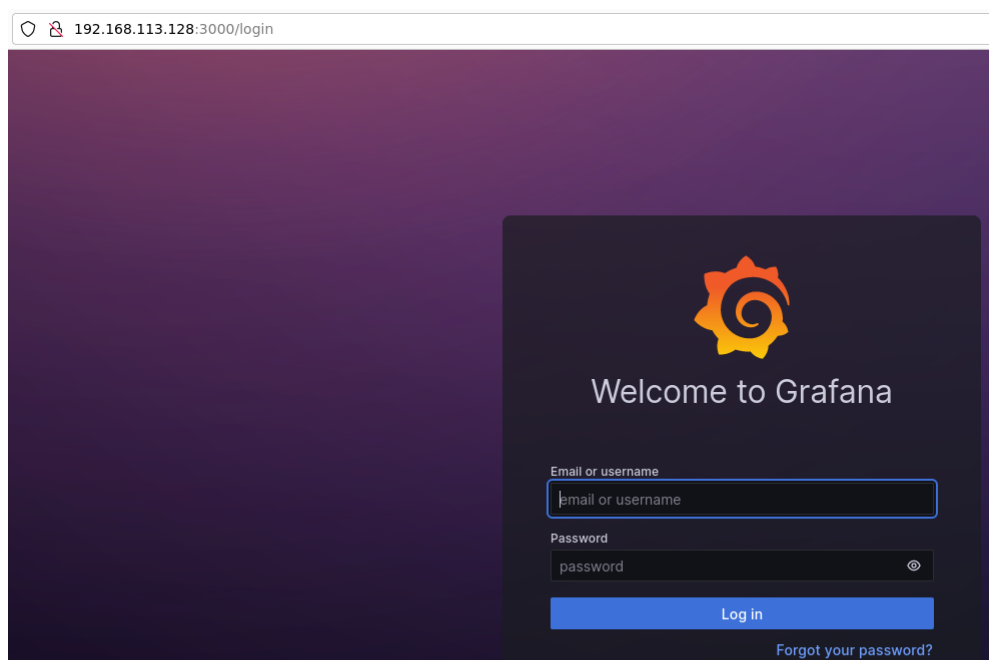 192.168.113.128:3000/login
Welcome to Grafana
Email or username
email or username
Password
password
Log in
Forgot your password?